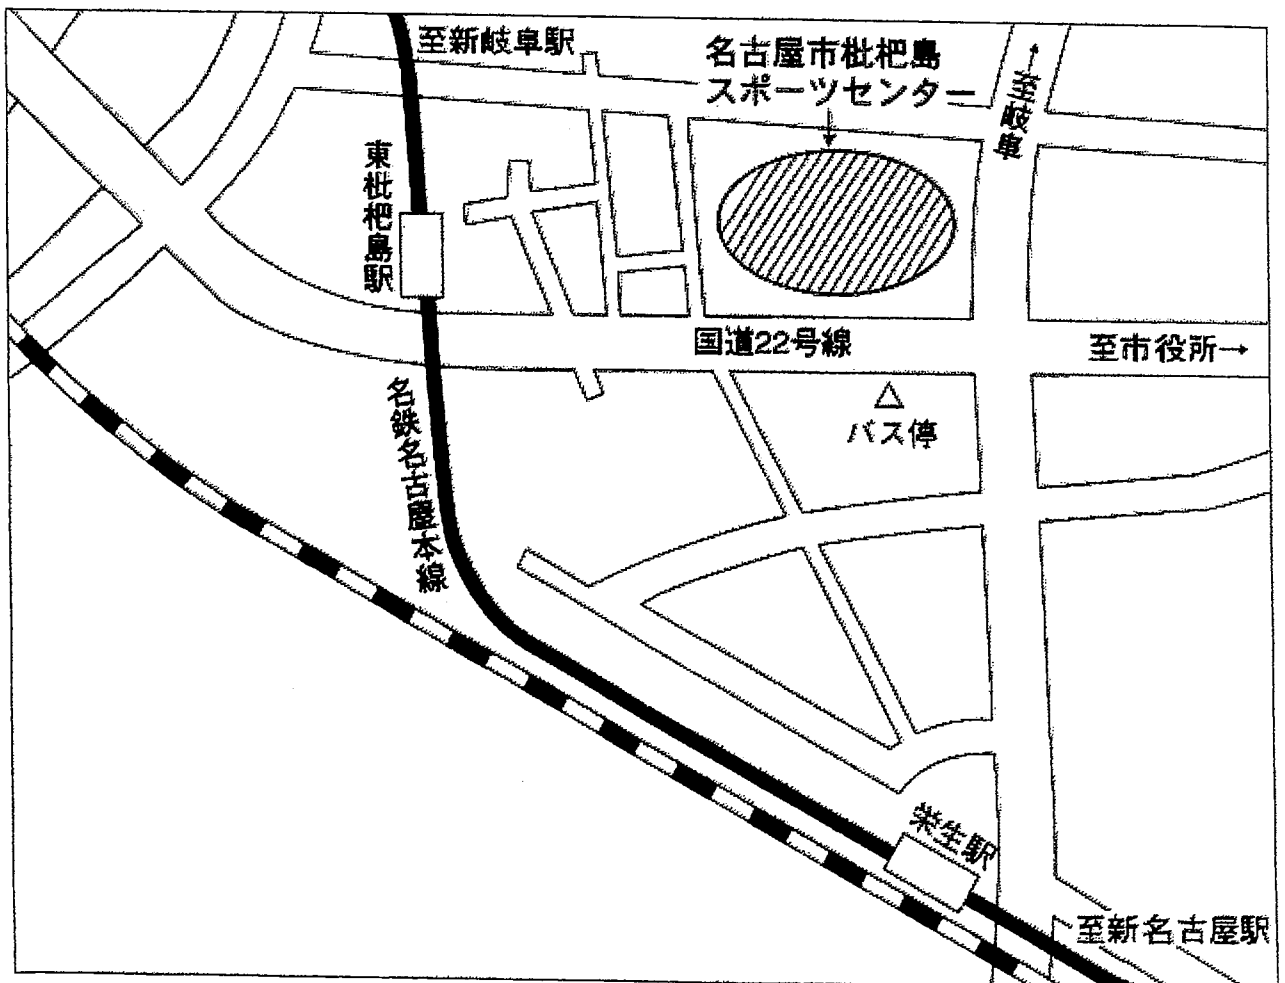 至新岐阜駅
名古屋市枇杷島
スポーツセンター
至岐阜
東枇杷島駅
国道22号線
至市役所→
バス停
名鉄名古屋本線
栄生駅
至新名古屋駅